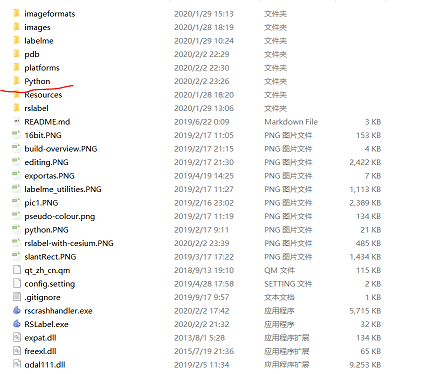 imageformats 2020/1/29 15:13 文件夹
images 2020/1/28 18:19 文件夹
labelme 2020/1/29 10:24 文件夹
pdb 2020/2/2 22:29 文件夹
platforms 2020/2/2 22:30 文件夹
Python 2020/2/2 23:26 文件夹
Resources 2020/1/28 18:20 文件夹
rslabel 2020/1/29 13:06 文件夹
README.md 2019/6/22 0:09 Markdown File 3 KB
16bit.PNG 2019/2/17 11:05 PNG 图片文件 153 KB
build-overview.PNG 2019/2/17 21:15 PNG 图片文件 4 KB
editing.PNG 2019/2/17 21:30 PNG 图片文件 2,422 KB
exportas.PNG 2019/4/19 14:25 PNG 图片文件 7 KB
labelme_utilities.PNG 2019/2/17 11:27 PNG 图片文件 1,113 KB
pic1.PNG 2019/2/16 23:02 PNG 图片文件 2,389 KB
pseudo-colour.png 2019/2/17 11:19 PNG 图片文件 134 KB
python.PNG 2019/2/17 9:11 PNG 图片文件 21 KB
rslabel-with-cesium.PNG 2020/2/2 23:39 PNG 图片文件 485 KB
slantRect.PNG 2019/3/17 17:22 PNG 图片文件 1,434 KB
qt_zh_cn.qm 2018/9/13 19:10 QM 文件 115 KB
config.setting 2019/4/28 17:58 SETTING 文件 2 KB
.gitignore 2019/9/17 9:57 文本文档 1 KB
rscrashhandler.exe 2020/2/2 17:42 应用程序 5,715 KB
RSLabel.exe 2020/2/2 21:32 应用程序 32 KB
expat.dll 2013/8/1 5:28 应用程序扩展 134 KB
freexl.dll 2015/7/19 21:36 应用程序扩展 65 KB
gdal111.dll 2019/2/5 11:34 应用程序扩展 9,253 KB